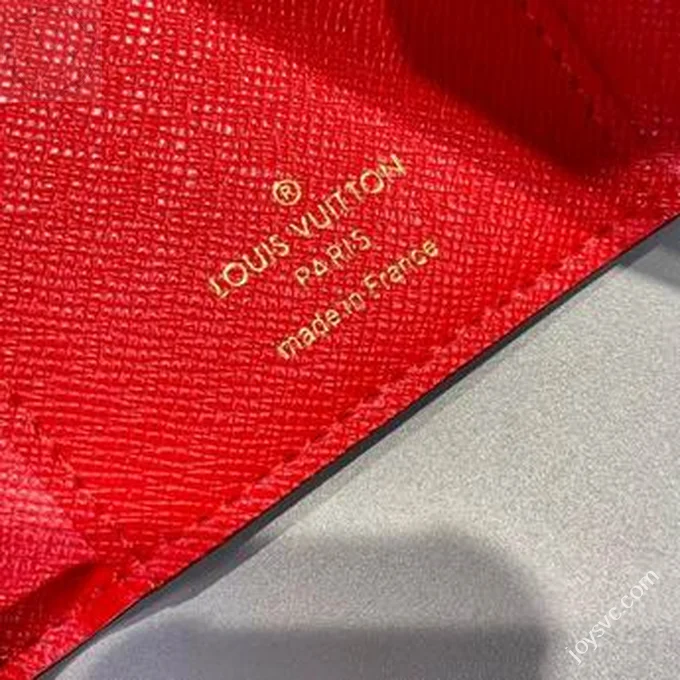 ®
LOUIS VUITTON
PARIS
made in France
joysvc.com